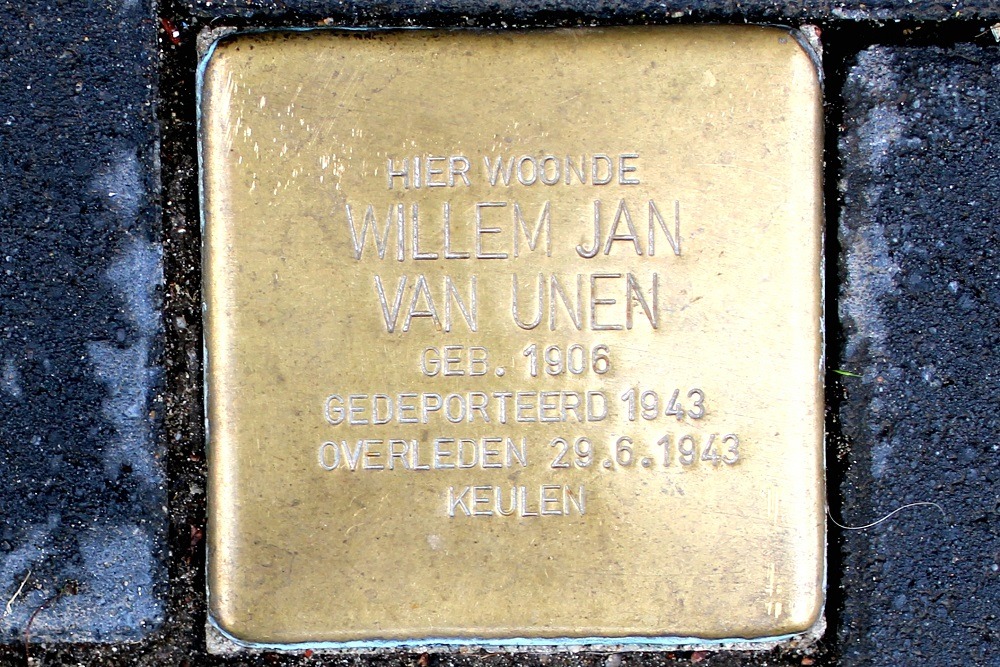 HIER WOONDE
WILLEM JAN
VAN UNEN
GEB. 1906
GEDEPORTEERD 1943
OVERLEDEN 29.6.1943
KEULEN